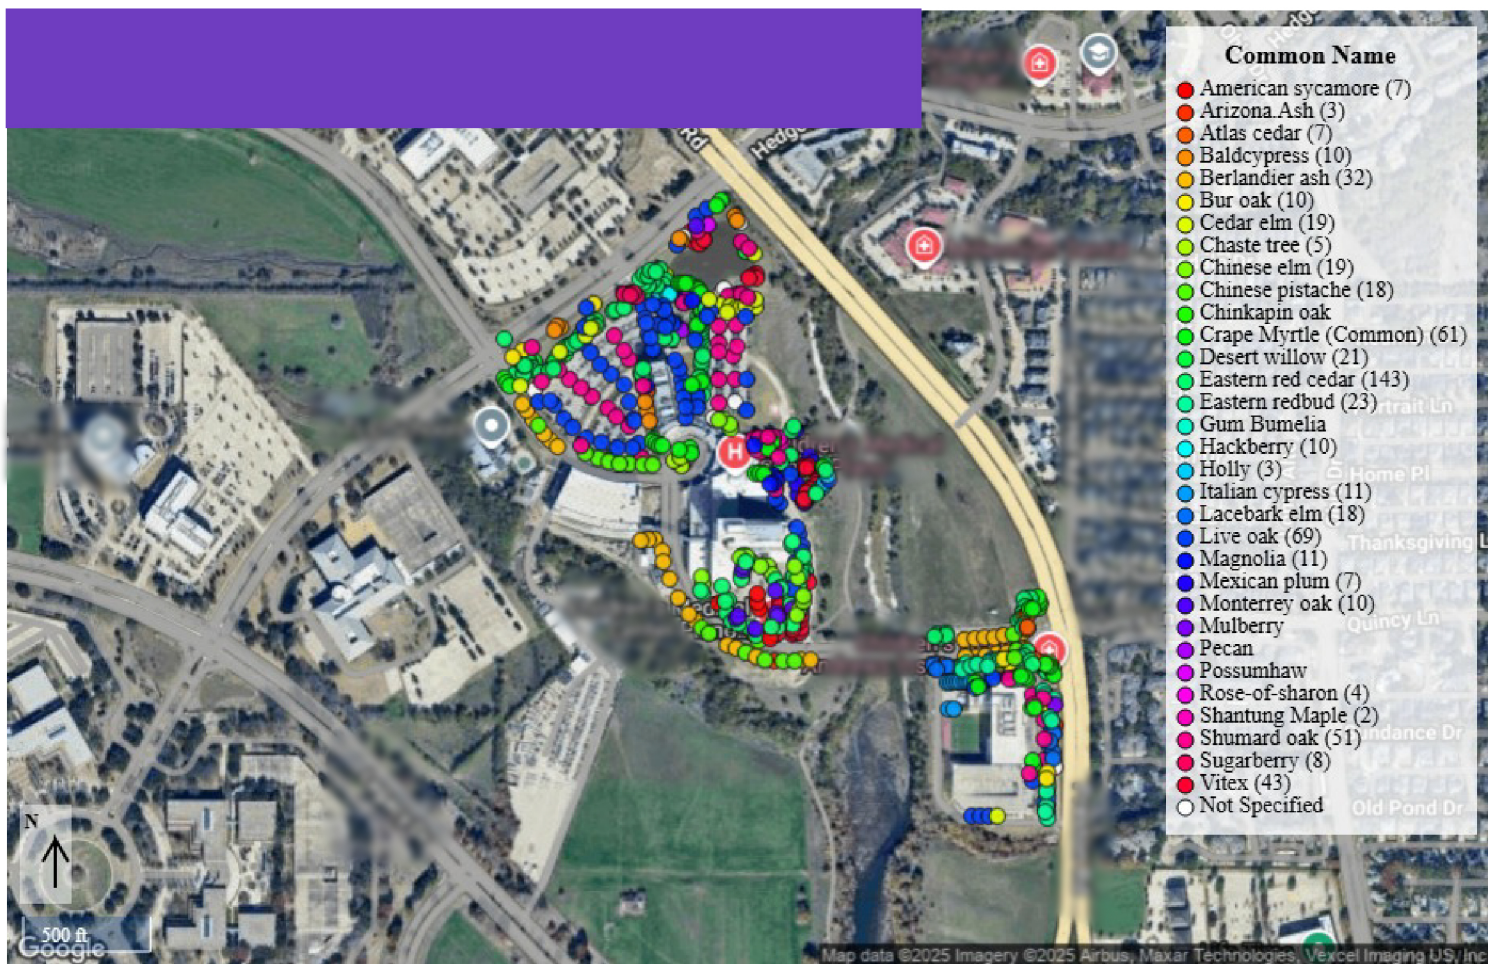 Rd
Hedg
Hedge
Common Name
American sycamore (7)
Arizona.Ash (3)
Atlas cedar (7)
Baldcypress (10)
Berlandier ash (32)
Bur oak (10)
Cedar elm (19)
Chaste tree (5)
Chinese elm (19)
Chinese pistache (18)
Chinkapin oak
Crape Myrtle (Common) (61)
Desert willow (21)
Eastern red cedar (143)
Eastern redbud (23)
Gum Bumelia
Hackberry (10)
Holly (3)
Italian cypress (11)
Lacebark elm (18)
Live oak (69)
Magnolia (11)
Mexican plum (7)
Monterrey oak (10)
Mulberry
Pecan
Possumhaw
Rose-of-sharon (4)
Shantung Maple (2)
Shumard oak (51)
Sugarberry (8)
Vitex (43)
Not Specified
rtrait Ln
Home Pl
Thanksgiving L
Quincy Ln
undance Dr
Old Pond Dr
H
N
500 ft
Google
Map data ©2025 Imagery ©2025 Airbus, Maxar Technologies, Vexcel Imaging US, Inc